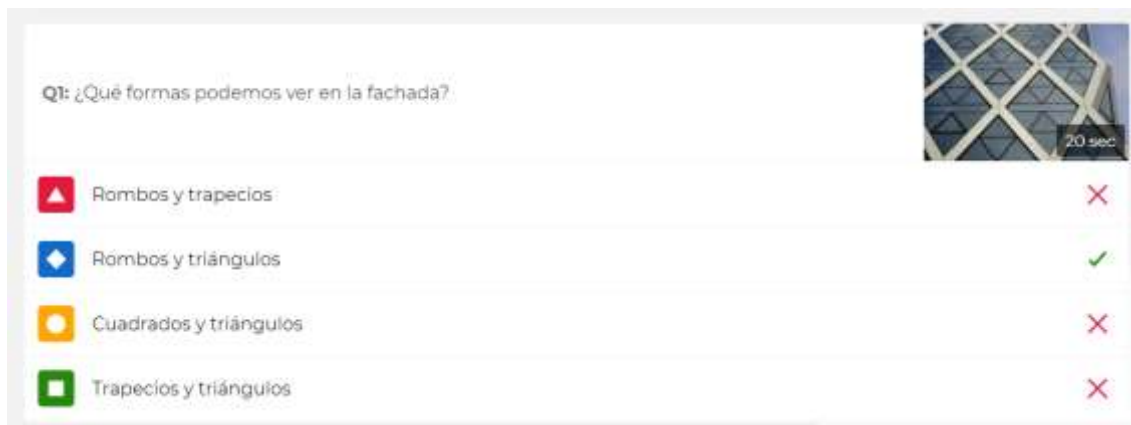 Q1: ¿Qué formas podemos ver en la fachada?
20 sec
Rombos y trapecios
Rombos y triángulos
Cuadrados y triángulos
Trapecios y triángulos